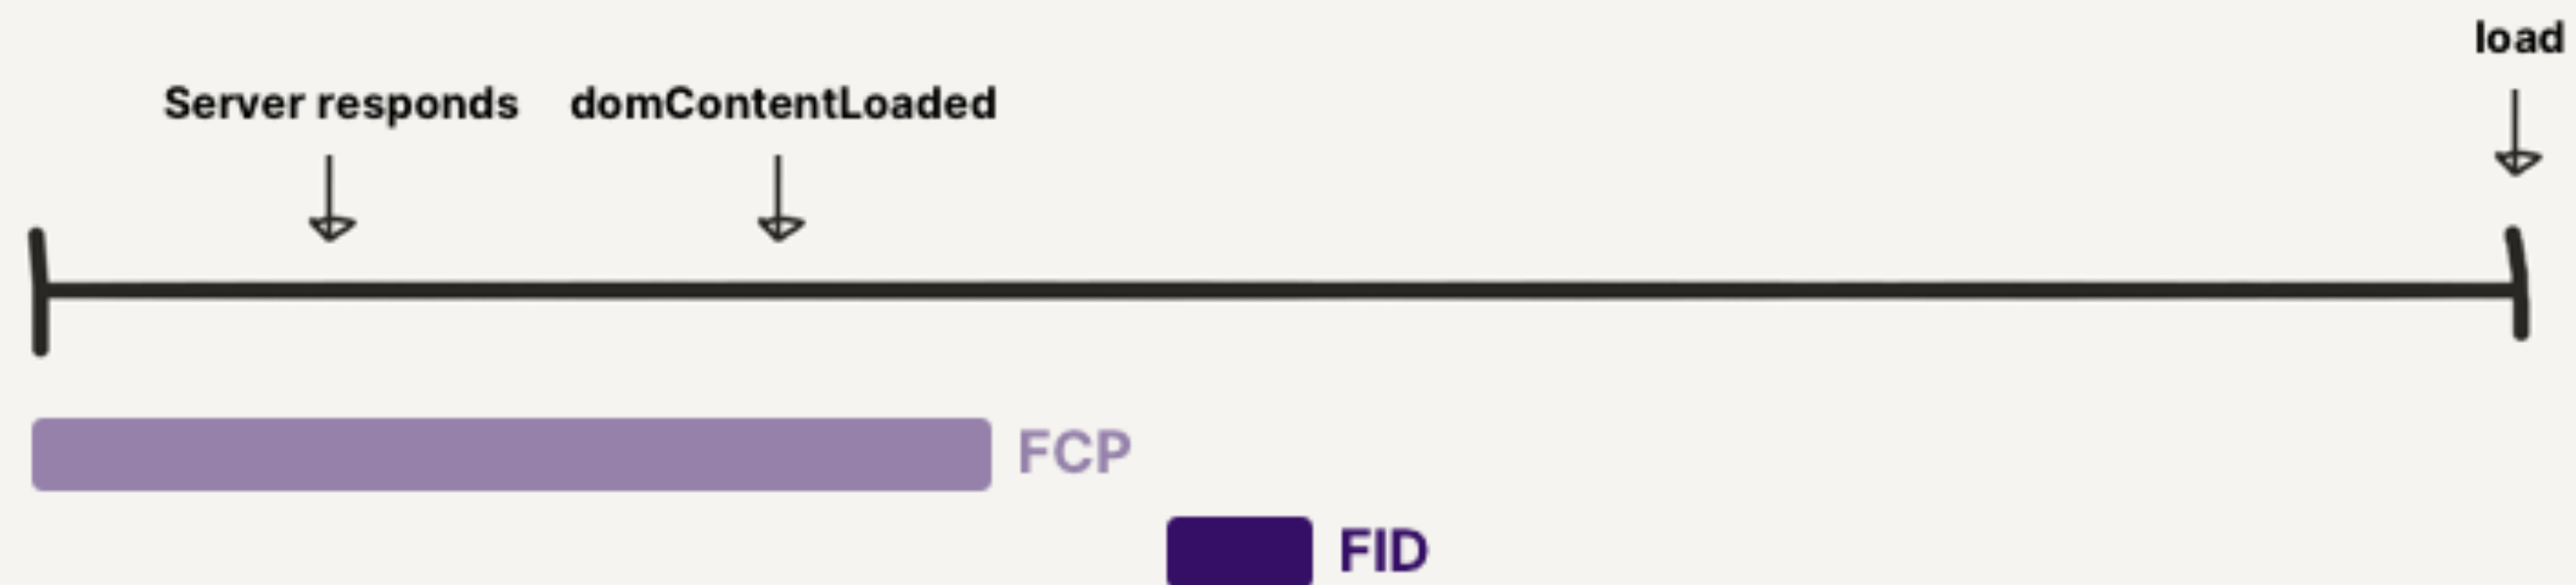 load
Server responds
domContentLoaded
FCP
FID